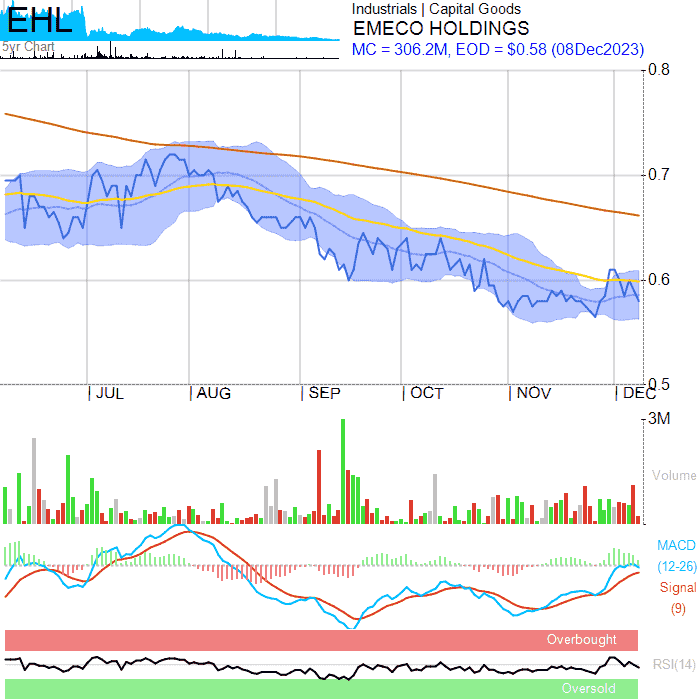 EHL
5yr Chart
Industrials | Capital Goods
EMECO HOLDINGS
MC = 306.2M, EOD = $0.58 (08Dec2023)
0.8
0.7
0.6
0.5
JUL AUG SEP OCT NOV DEC
3M
Volume
MACD
(12-26)
Signal
(9)
Overbought
RSI(14)
Oversold